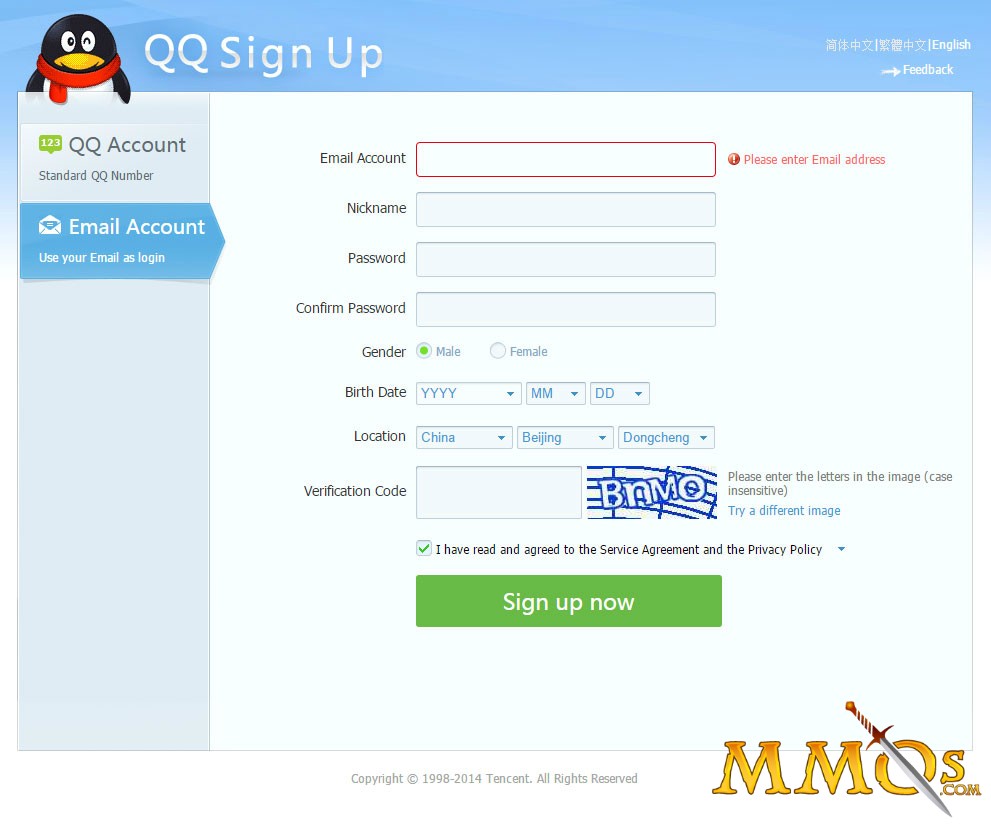 QQ Sign Up
简体中文|繁體中文|English
Feedback
123 QQ Account
Standard QQ Number
Email Account
Use your Email as login
Email Account
Please enter Email address
Nickname
Password
Confirm Password
Gender Male Female
Birth Date YYYY MM DD
Location China Beijing Dongcheng
Verification Code BnMO Please enter the letters in the image (case
insensitive)
Try a different image
I have read and agreed to the Service Agreement and the Privacy Policy
Sign up now
Copyright © 1998-2014 Tencent. All Rights Reserved
MMOs
.COM